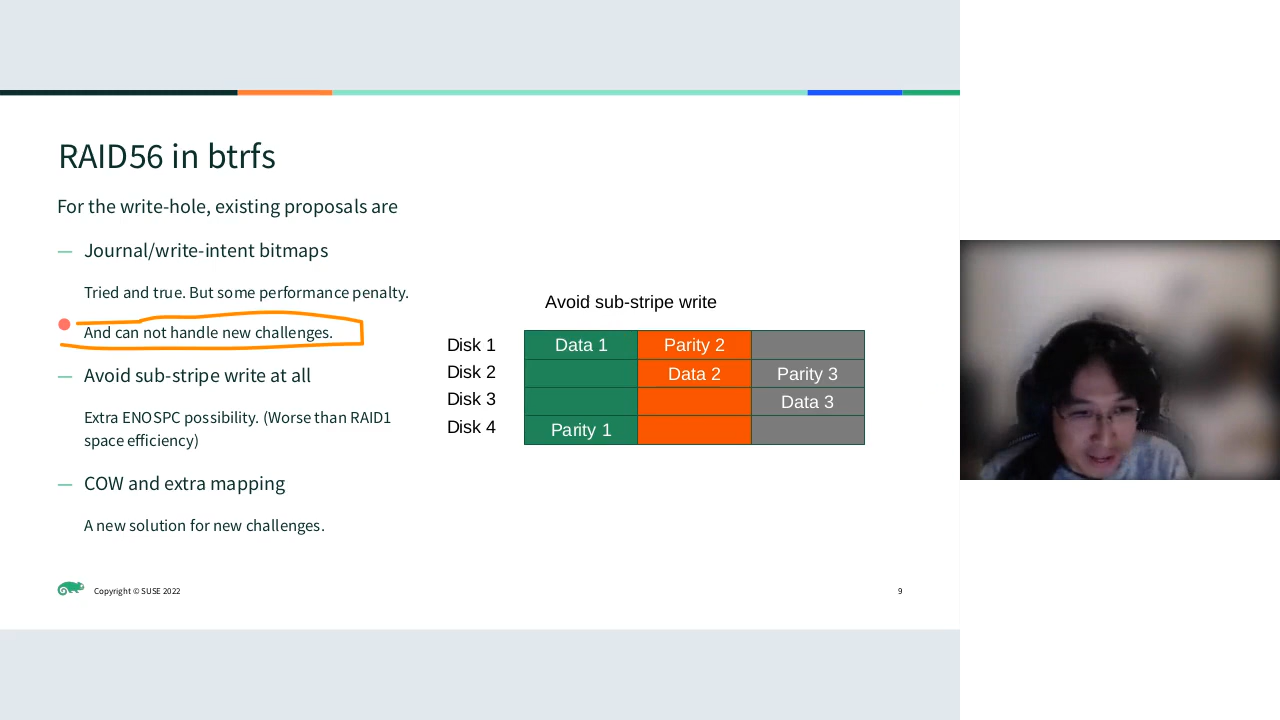 RAID56 in btrfs
For the write-hole, existing proposals are
— Journal/write-intent bitmaps
Tried and true. But some performance penalty.
And can not handle new challenges.
— Avoid sub-stripe write at all
Extra ENOSPC possibility. (Worse than RAID1
space efficiency)
— COW and extra mapping
A new solution for new challenges.
Avoid sub-stripe write
Disk 1 Data 1 Parity 2
Disk 2 Data 2 Parity 3
Disk 3 Data 3
Disk 4 Parity 1
Copyright © SUSE 2022
9